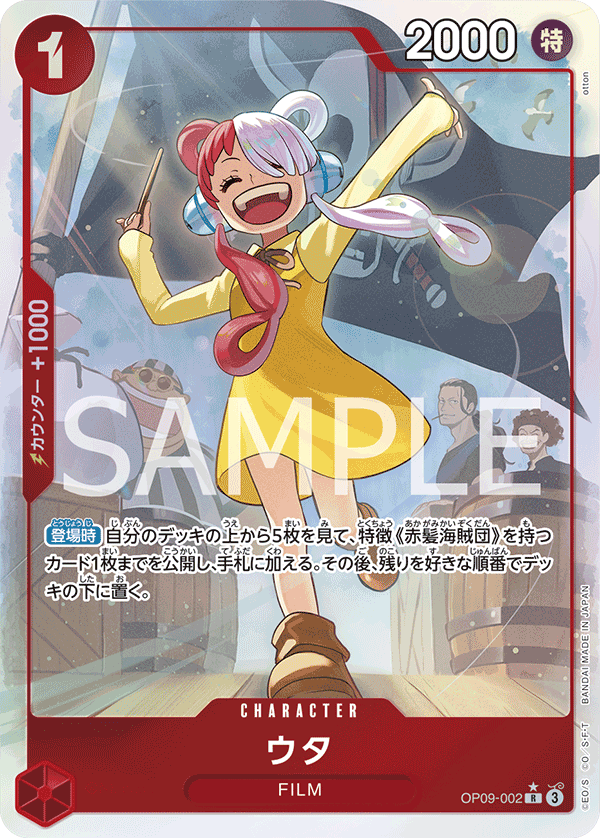 1
2000 特
otton
カウンター +1000
SAMPLE
登場時 自分のデッキの上から5枚を見て、特徴《赤髪海賊団》を持つ
カード1枚までを公開し、手札に加える。その後、残りを好きな順番でデッ
キの下に置く。
©E.O/S ©O／S･F･T BANDAI MADE IN JAPAN
CHARACTER
ウタ
FILM
OP09-002 R 3